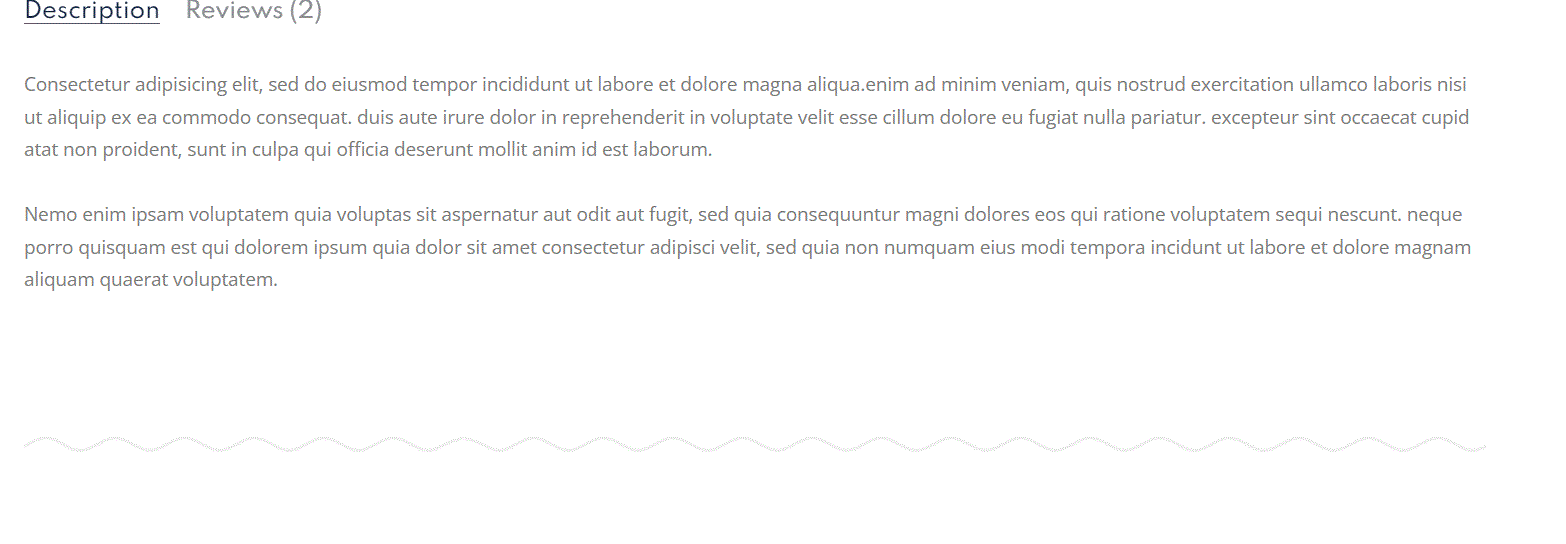 Description Reviews (2)
Consectetur adipisicing elit, sed do eiusmod tempor incididunt ut labore et dolore magna aliqua.enim ad minim veniam, quis nostrud exercitation ullamco laboris nisi
ut aliquip ex ea commodo consequat. duis aute irure dolor in reprehenderit in voluptate velit esse cillum dolore eu fugiat nulla pariatur. excepteur sint occaecat cupid
atat non proident, sunt in culpa qui officia deserunt mollit anim id est laborum.
Nemo enim ipsam voluptatem quia voluptas sit aspernatur aut odit aut fugit, sed quia consequuntur magni dolores eos qui ratione voluptatem sequi nescunt. neque
porro quisquam est qui dolorem ipsum quia dolor sit amet consectetur adipisci velit, sed quia non numquam eius modi tempora incidunt ut labore et dolore magnam
aliquam quaerat voluptatem.